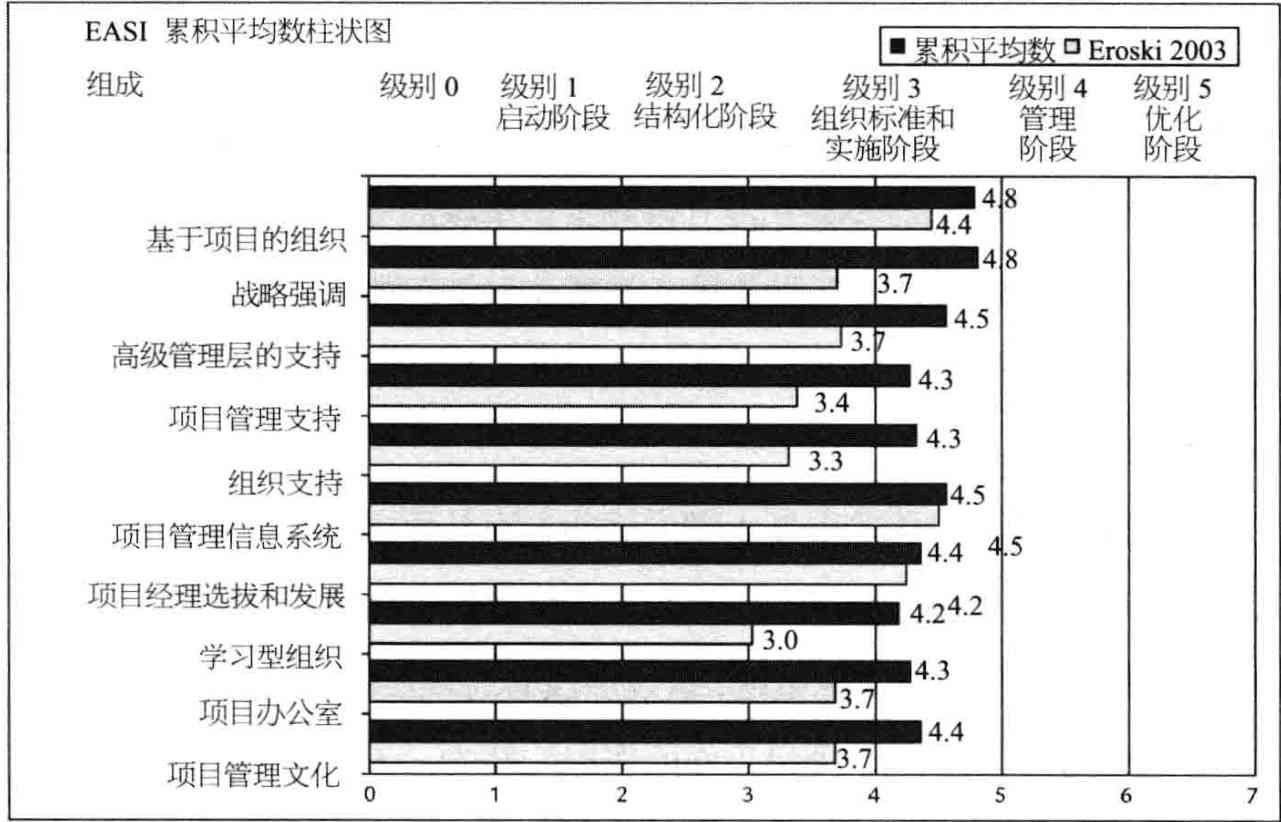 EASI 累积平均数柱状图
■ 累积平均数 □ Eroski 2003
组成
级别 0
级别 1
启动阶段
级别 2
结构化阶段
级别 3
组织标准和
实施阶段
级别 4
管理
阶段
级别 5
优化
阶段
4.8
4.4
基于项目的组织
4.8
3.7
战略强调
4.5
3.7
高级管理层的支持
4.3
3.4
项目管理支持
4.3
3.3
组织支持
4.5
项目管理信息系统
4.4
4.5
项目经理选拔和发展
4.2
4.2
3.0
学习型组织
4.3
3.7
项目办公室
4.4
3.7
项目管理文化
0 1 2 3 4 5 6 7